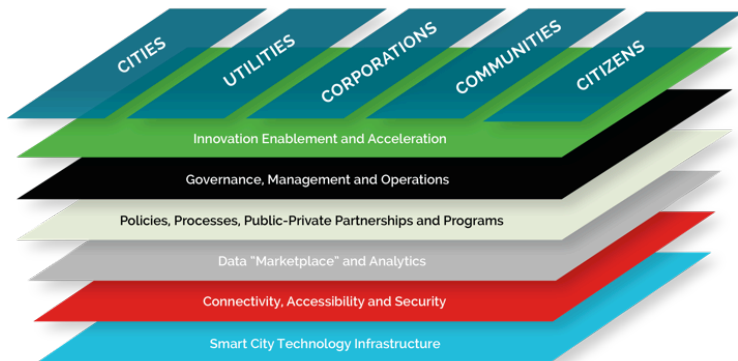 CITIES
UTILITIES
CORPORATIONS
COMMUNITIES
CITIZENS
Innovation Enablement and Acceleration
Governance, Management and Operations
Policies, Processes, Public-Private Partnerships and Programs
Data "Marketplace" and Analytics
Connectivity, Accessibility and Security
Smart City Technology Infrastructure